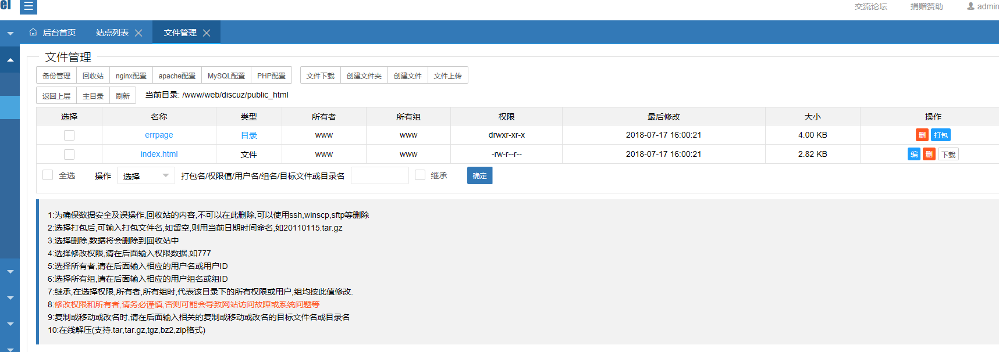 el
交流论坛 捐赠赞助 admin
后台首页 站点列表 文件管理
文件管理
备份管理 回收站 nginx配置 apache配置 MySQL配置 PHP配置 文件下载 创建文件夹 创建文件 文件上传
返回上层 主目录 刷新 当前目录: /www/web/discuz/public_html
选择 名称 类型 所有者 所有组 权限 最后修改 大小 操作
errpage 目录 www www drwxr-xr-x 2018-07-17 16:00:21 4.00 KB 删 打包
index.html 文件 www www -rw-r--r-- 2018-07-17 16:00:21 2.82 KB 编 删 下载
全选 操作 选择 打包名/权限值/用户名/组名/目标文件或目录名 继承 确定
1:为确保数据安全及误操作,回收站的内容,不可以在此删除,可以使用ssh,winscp,sftp等删除
2:选择打包后,可输入打包文件名,如留空,则用当前日期时间命名,如20110115.tar.gz
3:选择删除,数据将会删除到回收站中
4:选择修改权限,请在后面输入权限数据,如777
5:选择所有者,请在后面输入相应的用户名或用户ID
6:选择所有组,请在后面输入相应的用户组名或组ID
7:继承,在选择权限,所有者,所有组时,代表该目录下的所有权限或用户,组均按此值修改.
8:修改权限和所有者,请务必谨慎,否则可能会导致网站访问故障或系统问题等
9:复制或移动或改名时,请在后面输入相关的复制或移动或改名的目标文件名或目录名
10:在线解压(支持.tar,tar.gz,tgz,bz2,zip格式)